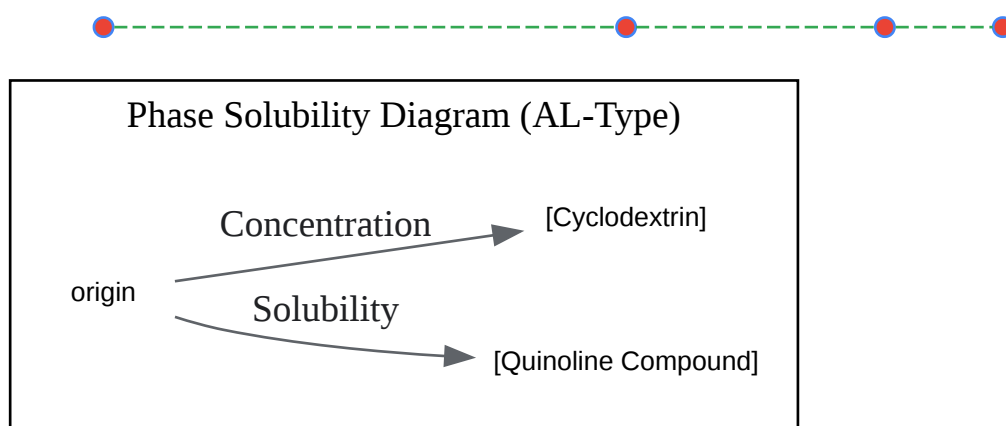 Phase Solubility Diagram (AL-Type)
Concentration
[Cyclodextrin]
origin
Solubility
[Quinoline Compound]